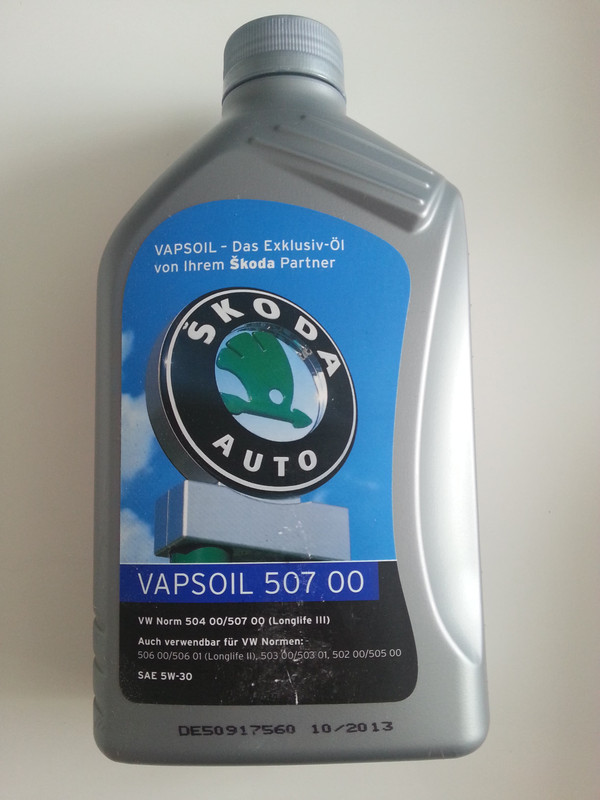 VAPSOIL – Das Exklusiv-Öl
von Ihrem Škoda Partner
ŠKODA
AUTO
VAPSOIL 507 00
VW Norm 504 00/507 00 (Longlife III)
Auch verwendbar für VW Normen:
506 00/506 01 (Longlife II), 503 00/503 01, 502 00/505 00
SAE 5W-30
DE50917560 10/2013